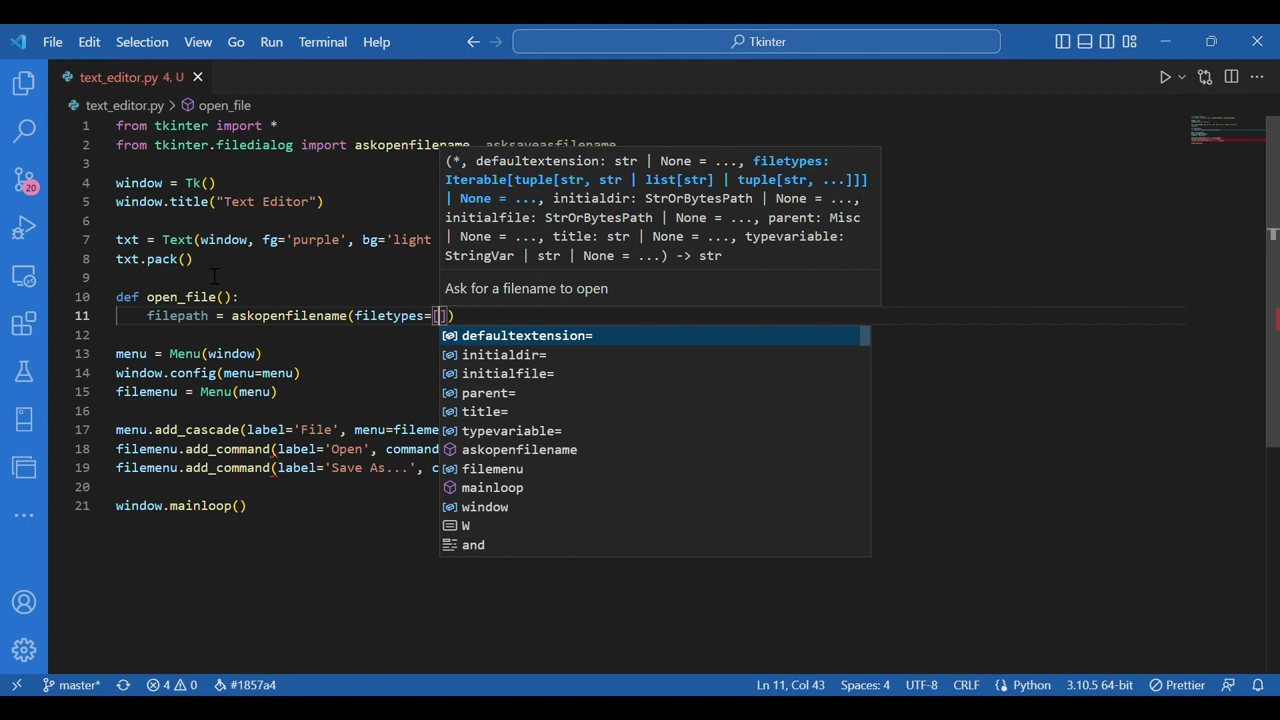 File Edit Selection View Go Run Terminal Help
Tkinter
text_editor.py 4, U
text_editor.py > open_file
1 from tkinter import *
2 from tkinter.filedialog import askopenfilename, asksaveasfilename
3
4 window = Tk()
5 window.title("Text Editor")
6
7 txt = Text(window, fg='purple', bg='light
8 txt.pack()
9
10 def open_file():
11 filepath = askopenfilename(filetypes=[])
12
13 menu = Menu(window)
14 window.config(menu=menu)
15 filemenu = Menu(menu)
16
17 menu.add_cascade(label='File', menu=fileme
18 filemenu.add_command(label='Open', command
19 filemenu.add_command(label='Save As...', c
20
21 window.mainloop()
(*, defaultextension: str | None = ..., filetypes:
Iterable[tuple[str, str | list[str] | tuple[str, ...]]]
| None = ..., initialdir: StrOrBytesPath | None = ...,
initialfile: StrOrBytesPath | None = ..., parent: Misc
| None = ..., title: str | None = ..., typevariable:
StringVar | str | None = ...) -> str
Ask for a filename to open
defaultextension=
initialdir=
initialfile=
parent=
title=
typevariable=
askopenfilename
filemenu
mainloop
window
W
and
20
master* 4 0 #1857a4 Ln 11, Col 43 Spaces: 4 UTF-8 CRLF Python 3.10.5 64-bit Prettier